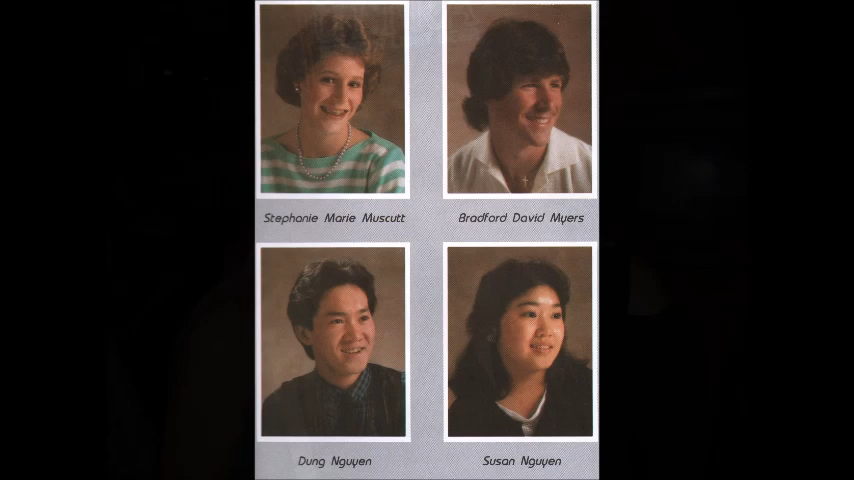 Stephanie Marie Muscutt
Bradford David Myers
Dung Nguyen
Susan Nguyen